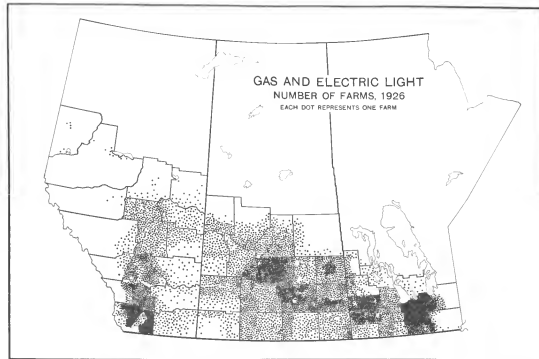 GAS AND ELECTRIC LIGHT
NUMBER OF FARMS, 1926
EACH DOT REPRESENTS ONE FARM